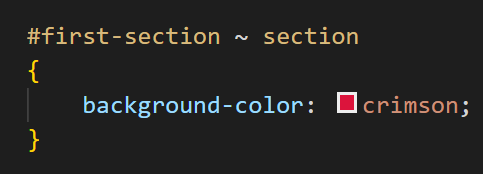 #first-section ~ section
{
    background-color: crimson;
}